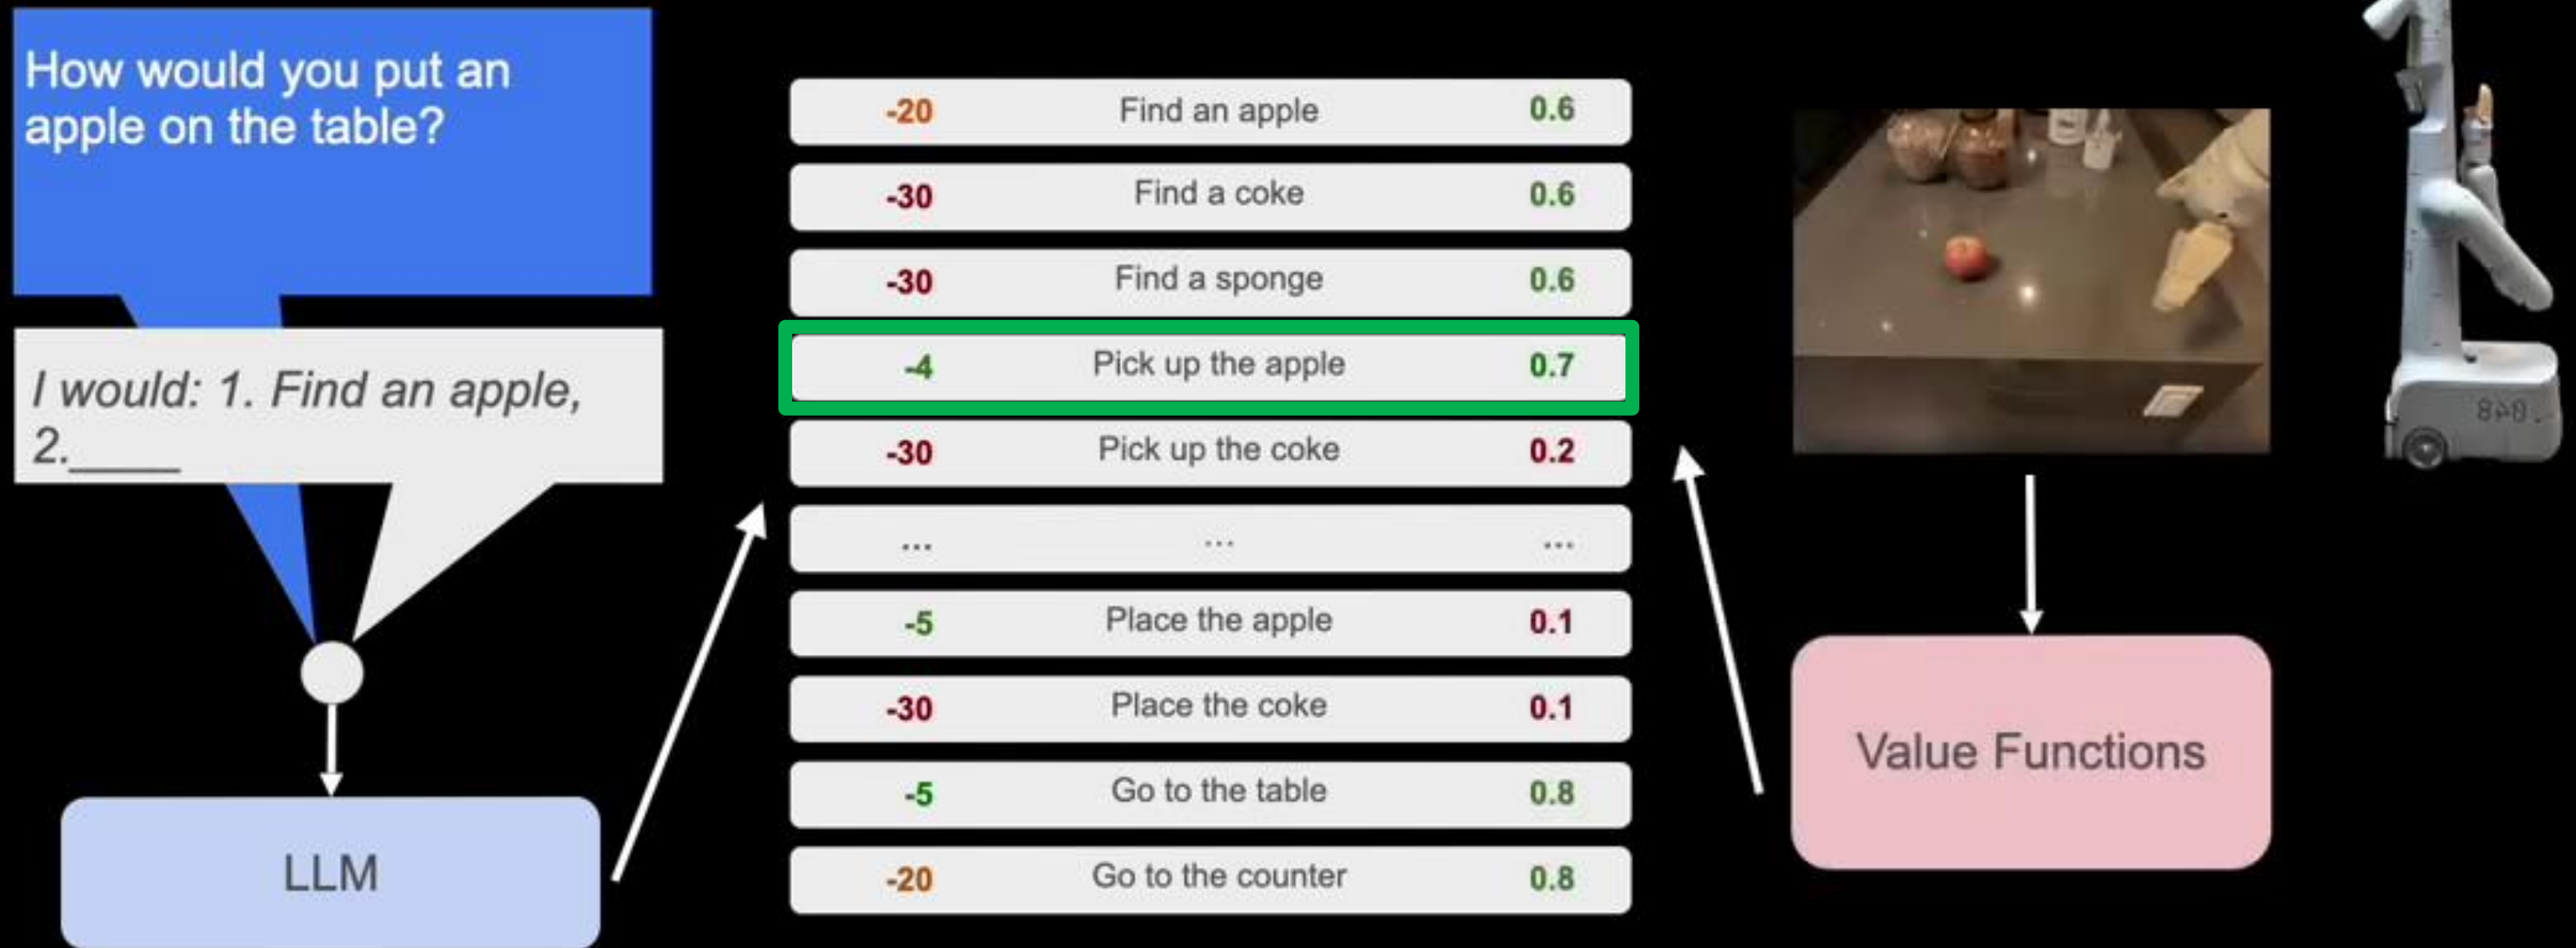 How would you put an
apple on the table?
I would: 1. Find an apple,
2.____
LLM
-20 Find an apple 0.6
-30 Find a coke 0.6
-30 Find a sponge 0.6
-4 Pick up the apple 0.7
-30 Pick up the coke 0.2
... ... ...
-5 Place the apple 0.1
-30 Place the coke 0.1
-5 Go to the table 0.8
-20 Go to the counter 0.8
Value Functions